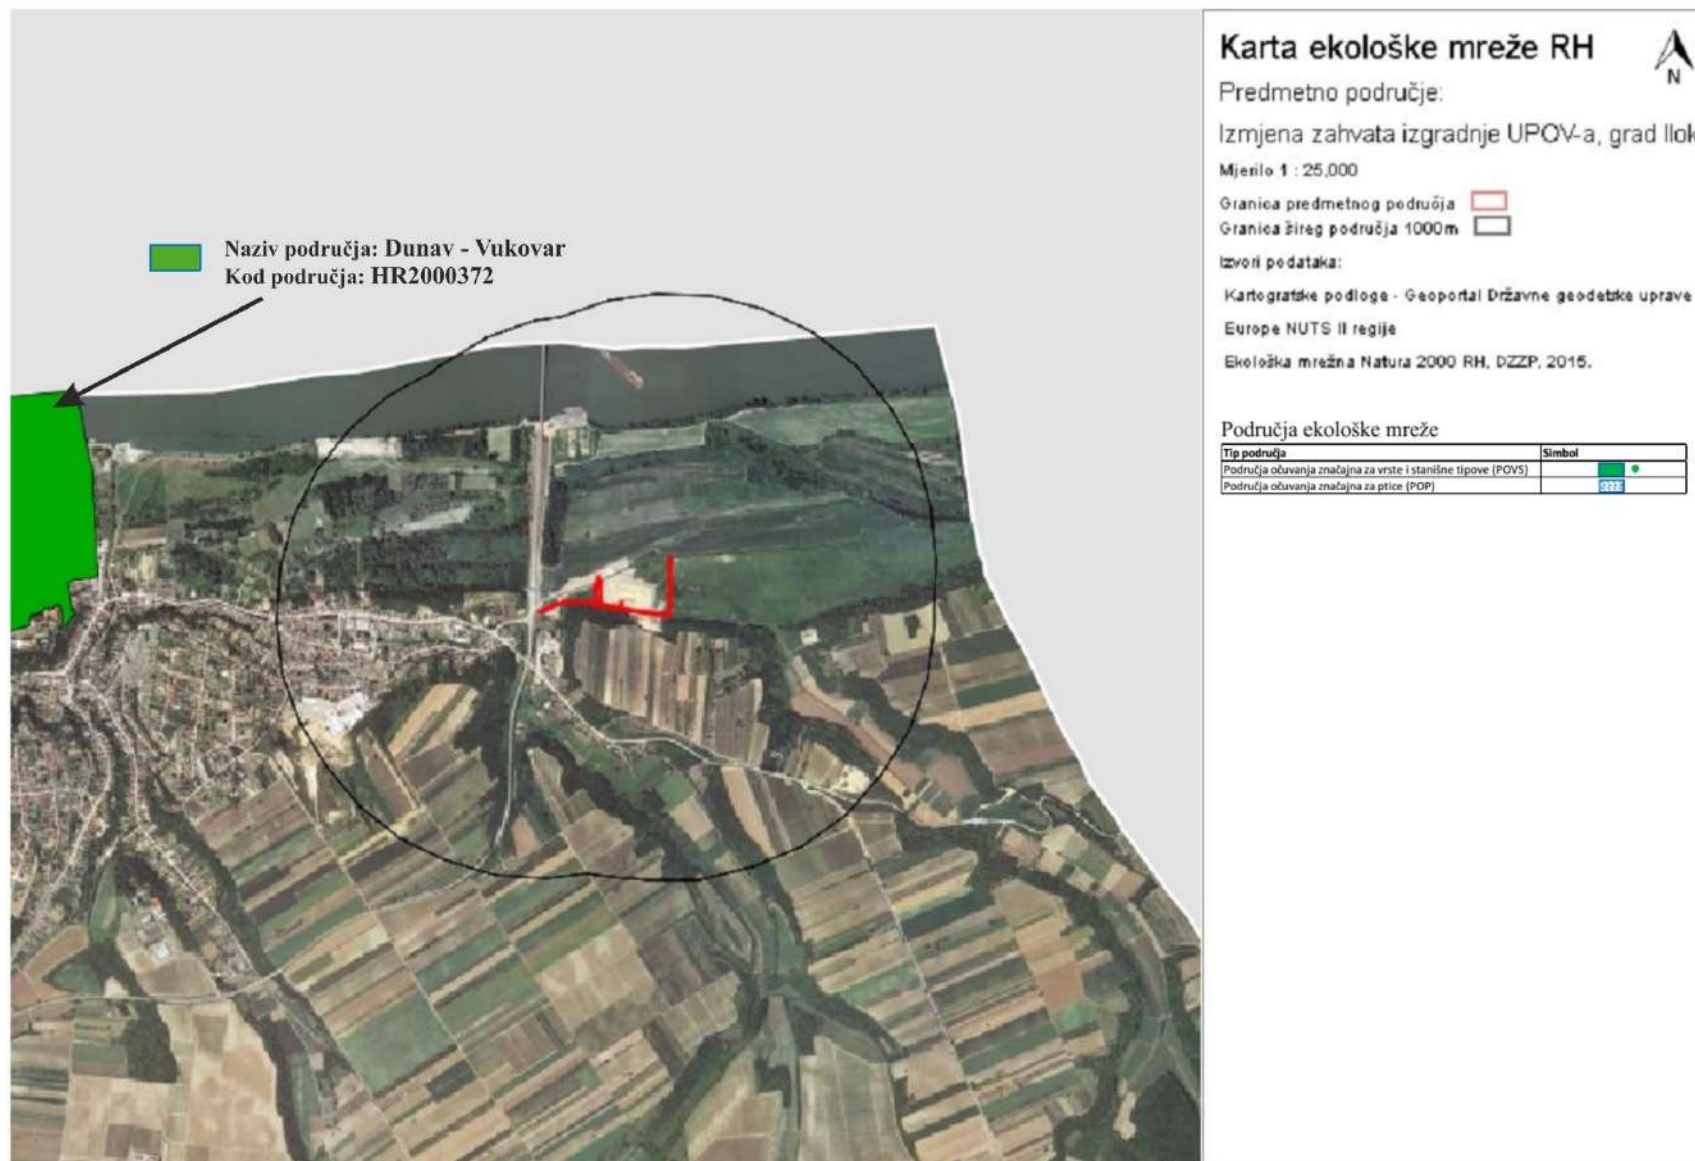 Karta ekološke mreže RH
N
Predmetno područje:
Izmjena zahvata izgradnje UPOV-a, grad Ilok
Mjerilo 1 : 25,000
Granica predmetnog područja
Granica šireg područja 1000m
Izvori podataka:
Kartografske podloge - Geoportal Državne geodetske uprave
Europe NUTS II regije
Ekološka mrežna Natura 2000 RH, DZZP, 2015.
Područja ekološke mreže
Tip područja Simbol
Područja očuvanja značajna za vrste i stanišne tipove (POVS)
Područja očuvanja značajna za ptice (POP)
Naziv područja: Dunav - Vukovar
Kod područja: HR2000372